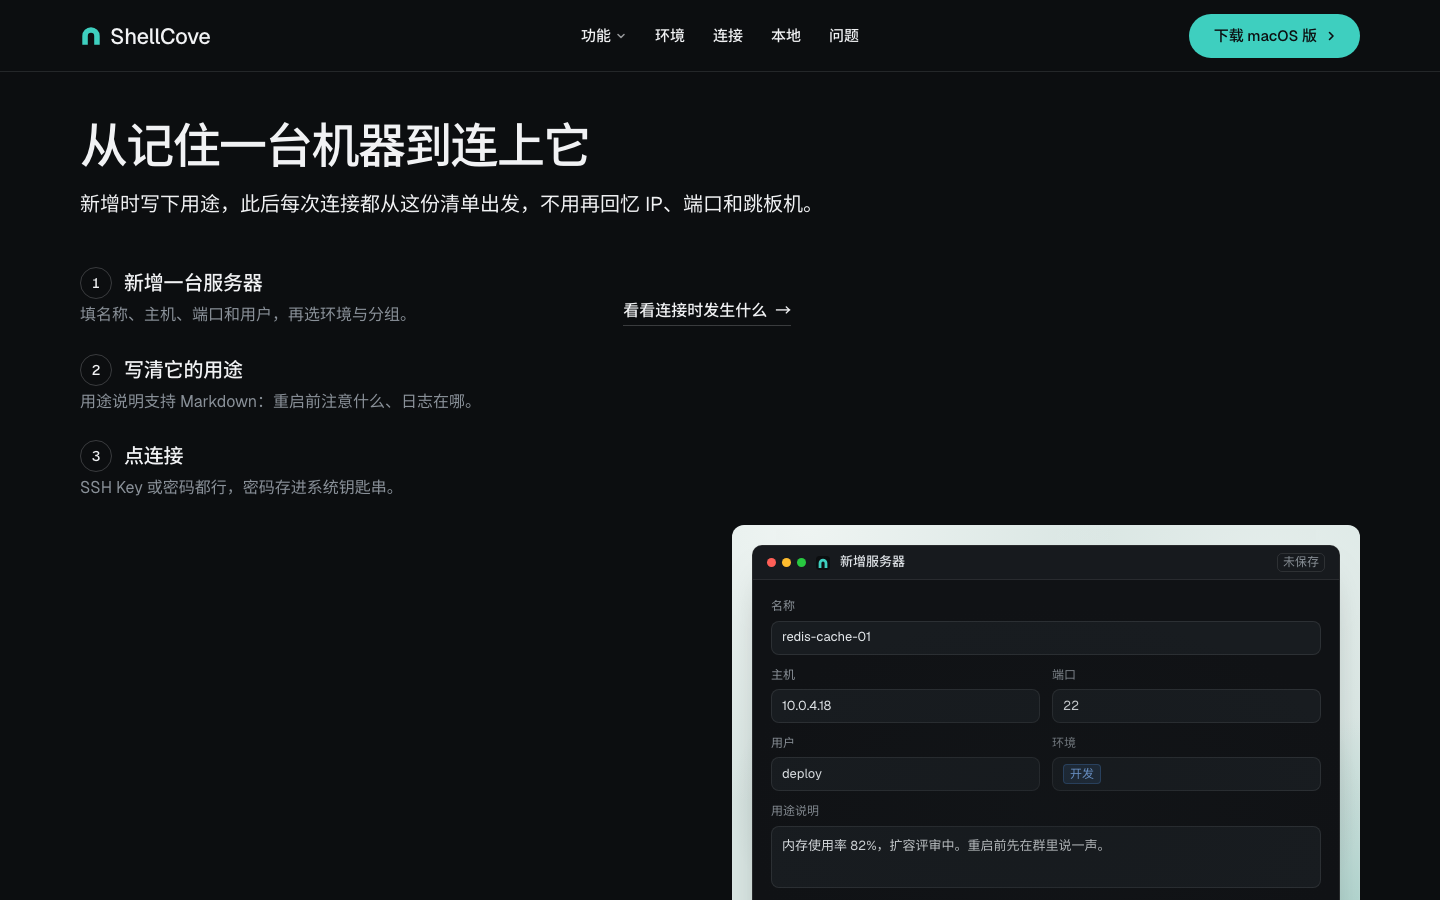 ShellCove
功能
环境
连接
本地
问题
下载 macOS 版
从记住一台机器到连上它
新增时写下用途，此后每次连接都从这份清单出发，不用再回忆 IP、端口和跳板机。
1 新增一台服务器
填名称、主机、端口和用户，再选环境与分组。
看看连接时发生什么 →
2 写清它的用途
用途说明支持 Markdown：重启前注意什么、日志在哪。
3 点连接
SSH Key 或密码都行，密码存进系统钥匙串。
新增服务器
未保存
名称
redis-cache-01
主机
端口
10.0.4.18
22
用户
环境
deploy
开发
用途说明
内存使用率 82%，扩容评审中。重启前先在群里说一声。